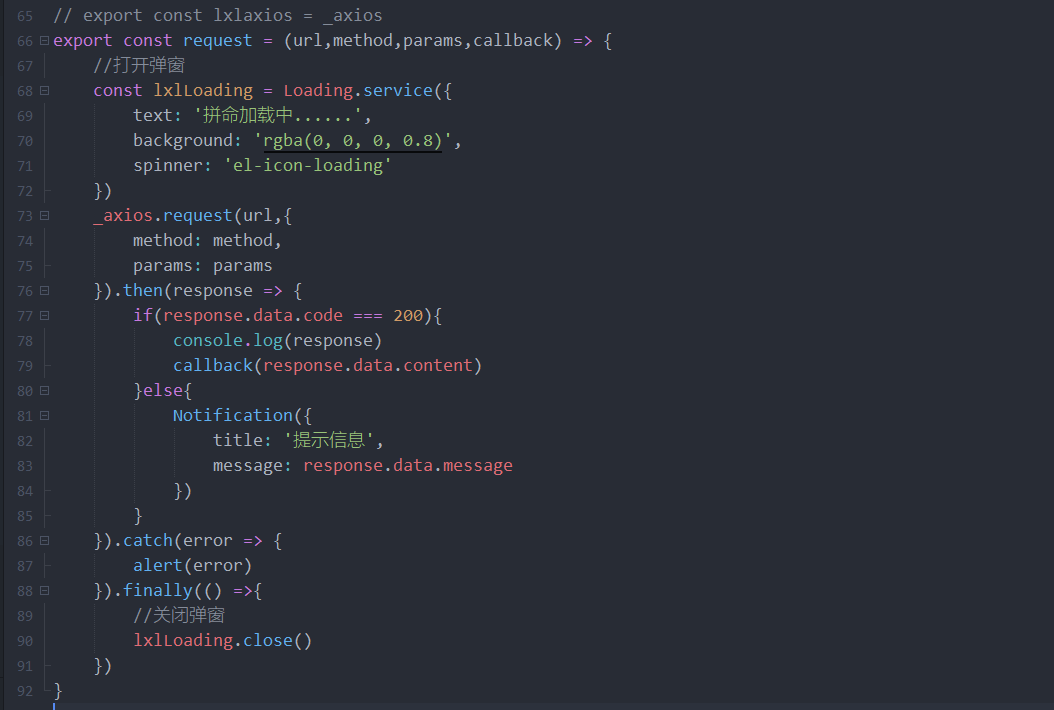 65 // export const lxlaxios = _axios
66 export const request = (url,method,params,callback) => {
67 //打开弹窗
68 const lxlLoading = Loading.service({
69 text: '拼命加载中......',
70 background: 'rgba(0, 0, 0, 0.8)',
71 spinner: 'el-icon-loading'
72 })
73 _axios.request(url,{
74 method: method,
75 params: params
76 }).then(response => {
77 if(response.data.code === 200){
78 console.log(response)
79 callback(response.data.content)
80 }else{
81 Notification({
82 title: '提示信息',
83 message: response.data.message
84 })
85 }
86 }).catch(error => {
87 alert(error)
88 }).finally(() =>{
89 //关闭弹窗
90 lxlLoading.close()
91 })
92 }